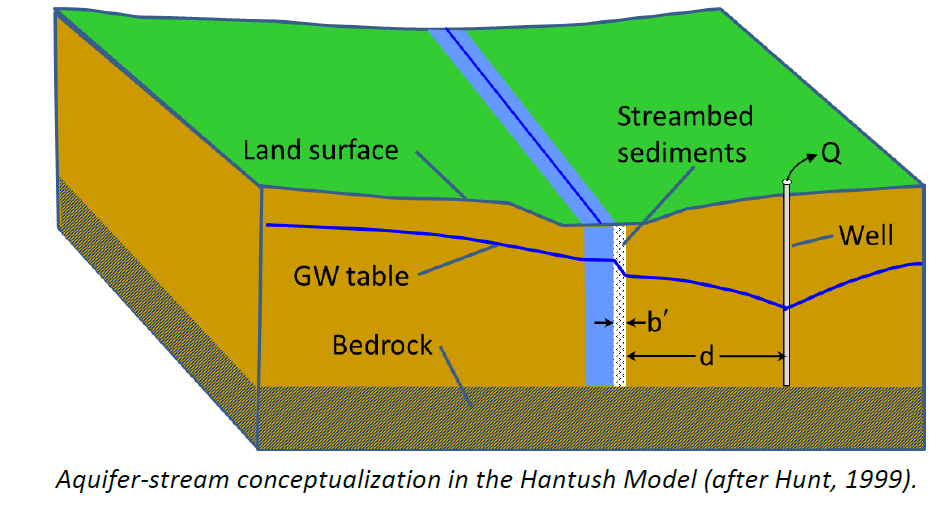 Streambed
sediments
Q
Land surface
Well
GW table
b′
Bedrock
d
Aquifer-stream conceptualization in the Hantush Model (after Hunt, 1999).